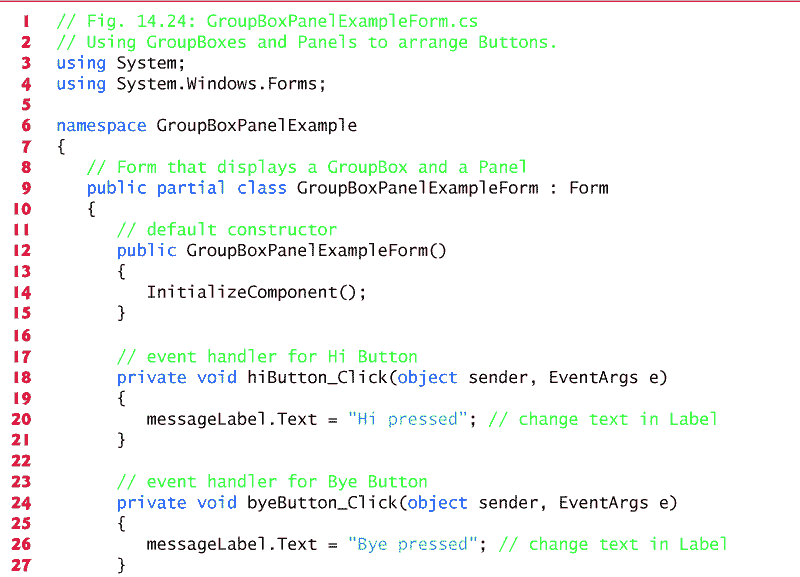 1 // Fig. 14.24: GroupBoxPanelExampleForm.cs
2 // Using GroupBoxes and Panels to arrange Buttons.
3 using System;
4 using System.Windows.Forms;
5
6 namespace GroupBoxPanelExample
7 {
8 // Form that displays a GroupBox and a Panel
9 public partial class GroupBoxPanelExampleForm : Form
10 {
11 // default constructor
12 public GroupBoxPanelExampleForm()
13 {
14 InitializeComponent();
15 }
16
17 // event handler for Hi Button
18 private void hiButton_Click(object sender, EventArgs e)
19 {
20 messageLabel.Text = "Hi pressed"; // change text in Label
21 }
22
23 // event handler for Bye Button
24 private void byeButton_Click(object sender, EventArgs e)
25 {
26 messageLabel.Text = "Bye pressed"; // change text in Label
27 }